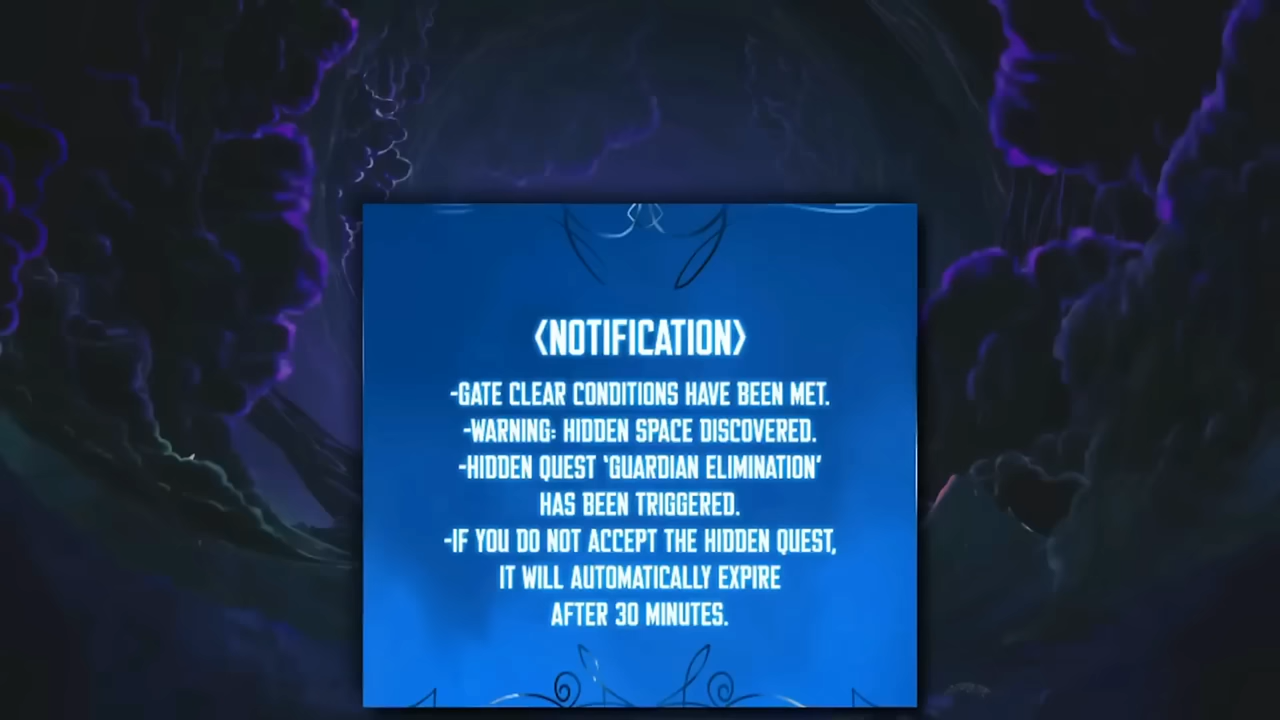 〈NOTIFICATION〉
-GATE CLEAR CONDITIONS HAVE BEEN MET.
-WARNING: HIDDEN SPACE DISCOVERED.
-HIDDEN QUEST ‘GUARDIAN ELIMINATION’
HAS BEEN TRIGGERED.
-IF YOU DO NOT ACCEPT THE HIDDEN QUEST,
IT WILL AUTOMATICALLY EXPIRE
AFTER 30 MINUTES.